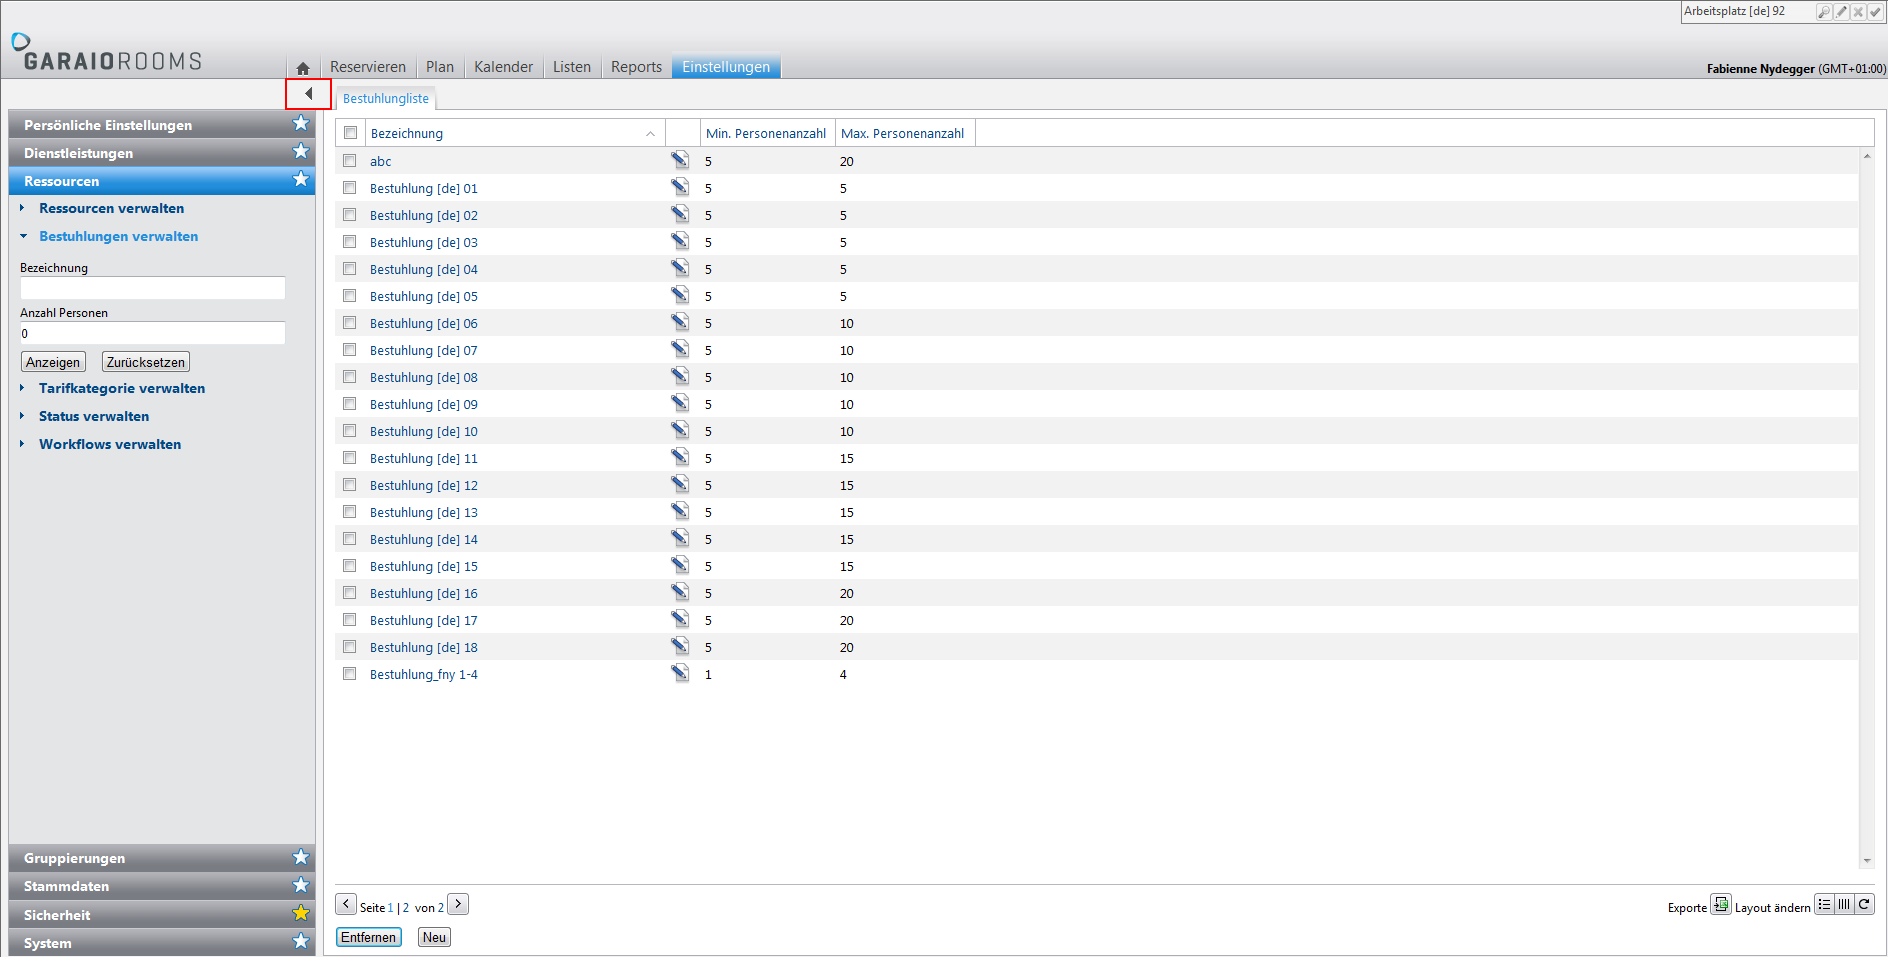 Arbeitsplatz [de] 92
GARAIOROOMS
Reservieren Plan Kalender Listen Reports Einstellungen
Fabienne Nydegger (GMT+01:00)
Bestuhlungliste
Persönliche Einstellungen
Dienstleistungen
Ressourcen
Ressourcen verwalten
Bestuhlungen verwalten
Bezeichnung
Anzahl Personen
0
Anzeigen Zurücksetzen
Tarifkategorie verwalten
Status verwalten
Workflows verwalten
Gruppierungen
Stammdaten
Sicherheit
System
Bezeichnung Min. Personenanzahl Max. Personenanzahl
abc 5 20
Bestuhlung [de] 01 5 5
Bestuhlung [de] 02 5 5
Bestuhlung [de] 03 5 5
Bestuhlung [de] 04 5 5
Bestuhlung [de] 05 5 5
Bestuhlung [de] 06 5 10
Bestuhlung [de] 07 5 10
Bestuhlung [de] 08 5 10
Bestuhlung [de] 09 5 10
Bestuhlung [de] 10 5 10
Bestuhlung [de] 11 5 15
Bestuhlung [de] 12 5 15
Bestuhlung [de] 13 5 15
Bestuhlung [de] 14 5 15
Bestuhlung [de] 15 5 15
Bestuhlung [de] 16 5 20
Bestuhlung [de] 17 5 20
Bestuhlung [de] 18 5 20
Bestuhlung_fny 1-4 1 4
Seite 1 | 2 von 2
Exporte Layout ändern
Entfernen Neu